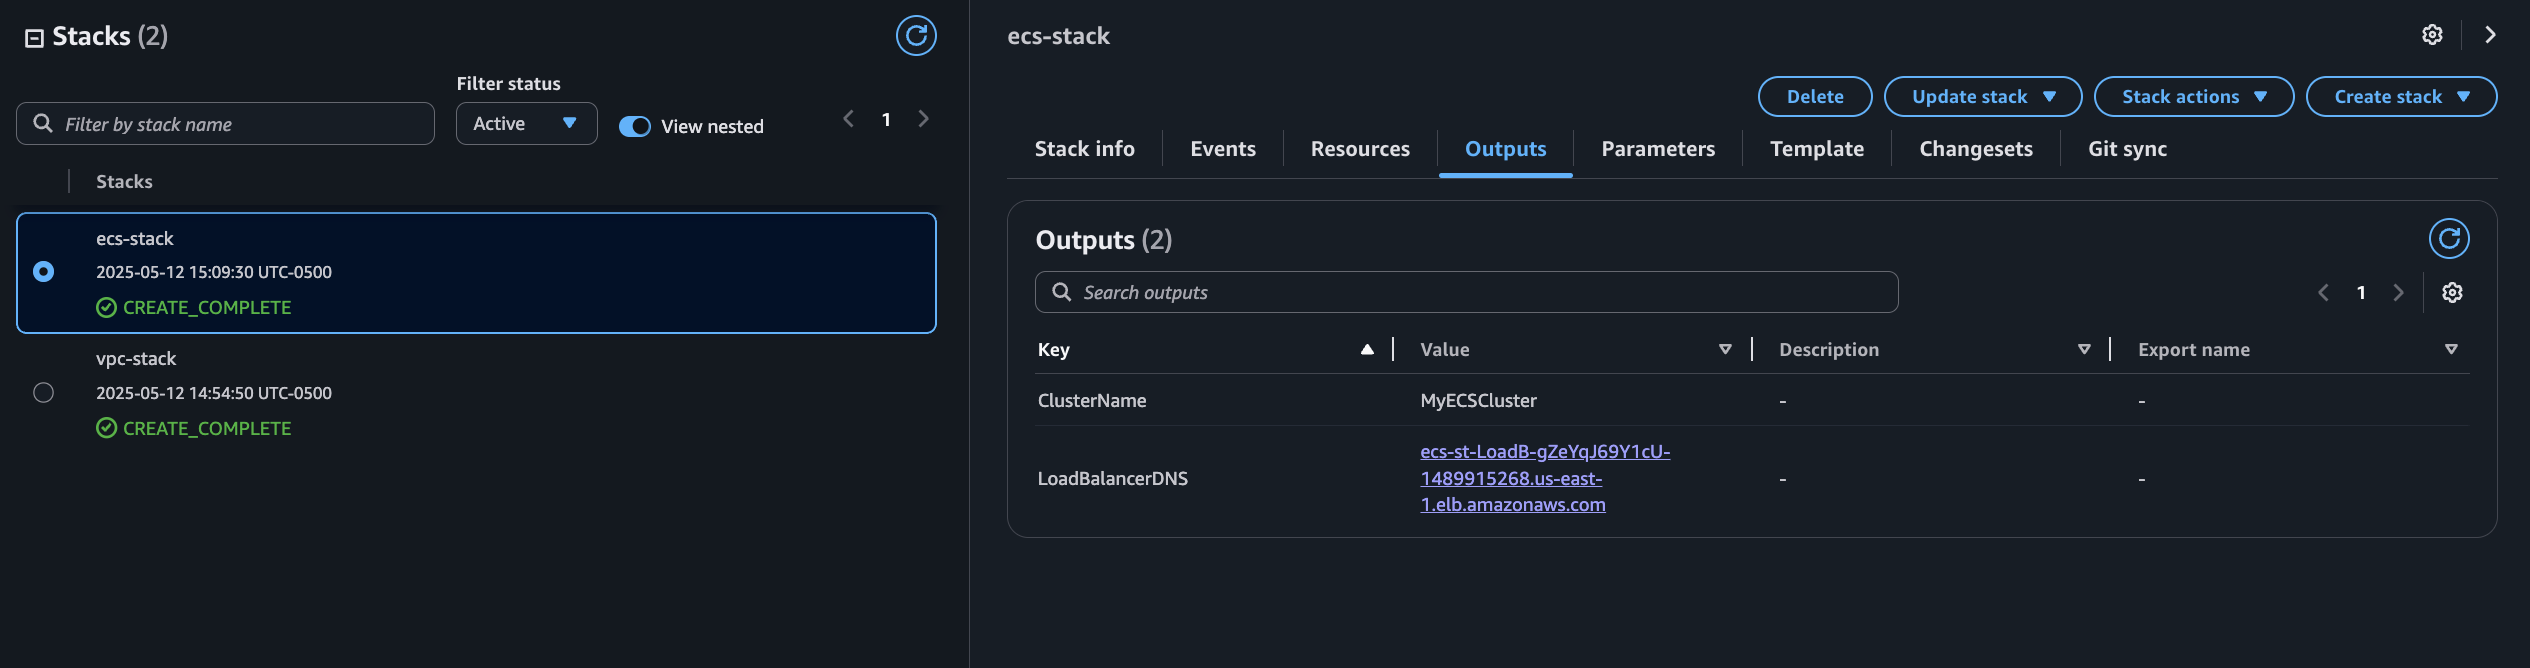 Stacks (2)
Filter status
Filter by stack name
Active
View nested
1
Stacks
ecs-stack
2025-05-12 15:09:30 UTC-0500
CREATE_COMPLETE
vpc-stack
2025-05-12 14:54:50 UTC-0500
CREATE_COMPLETE
ecs-stack
Delete
Update stack
Stack actions
Create stack
Stack info
Events
Resources
Outputs
Parameters
Template
Changesets
Git sync
Outputs (2)
Search outputs
1
Key
Value
Description
Export name
ClusterName
MyECSCluster
-
-
LoadBalancerDNS
ecs-st-LoadB-gZeYqJ69Y1cU-
1489915268.us-east-
1.elb.amazonaws.com
-
-